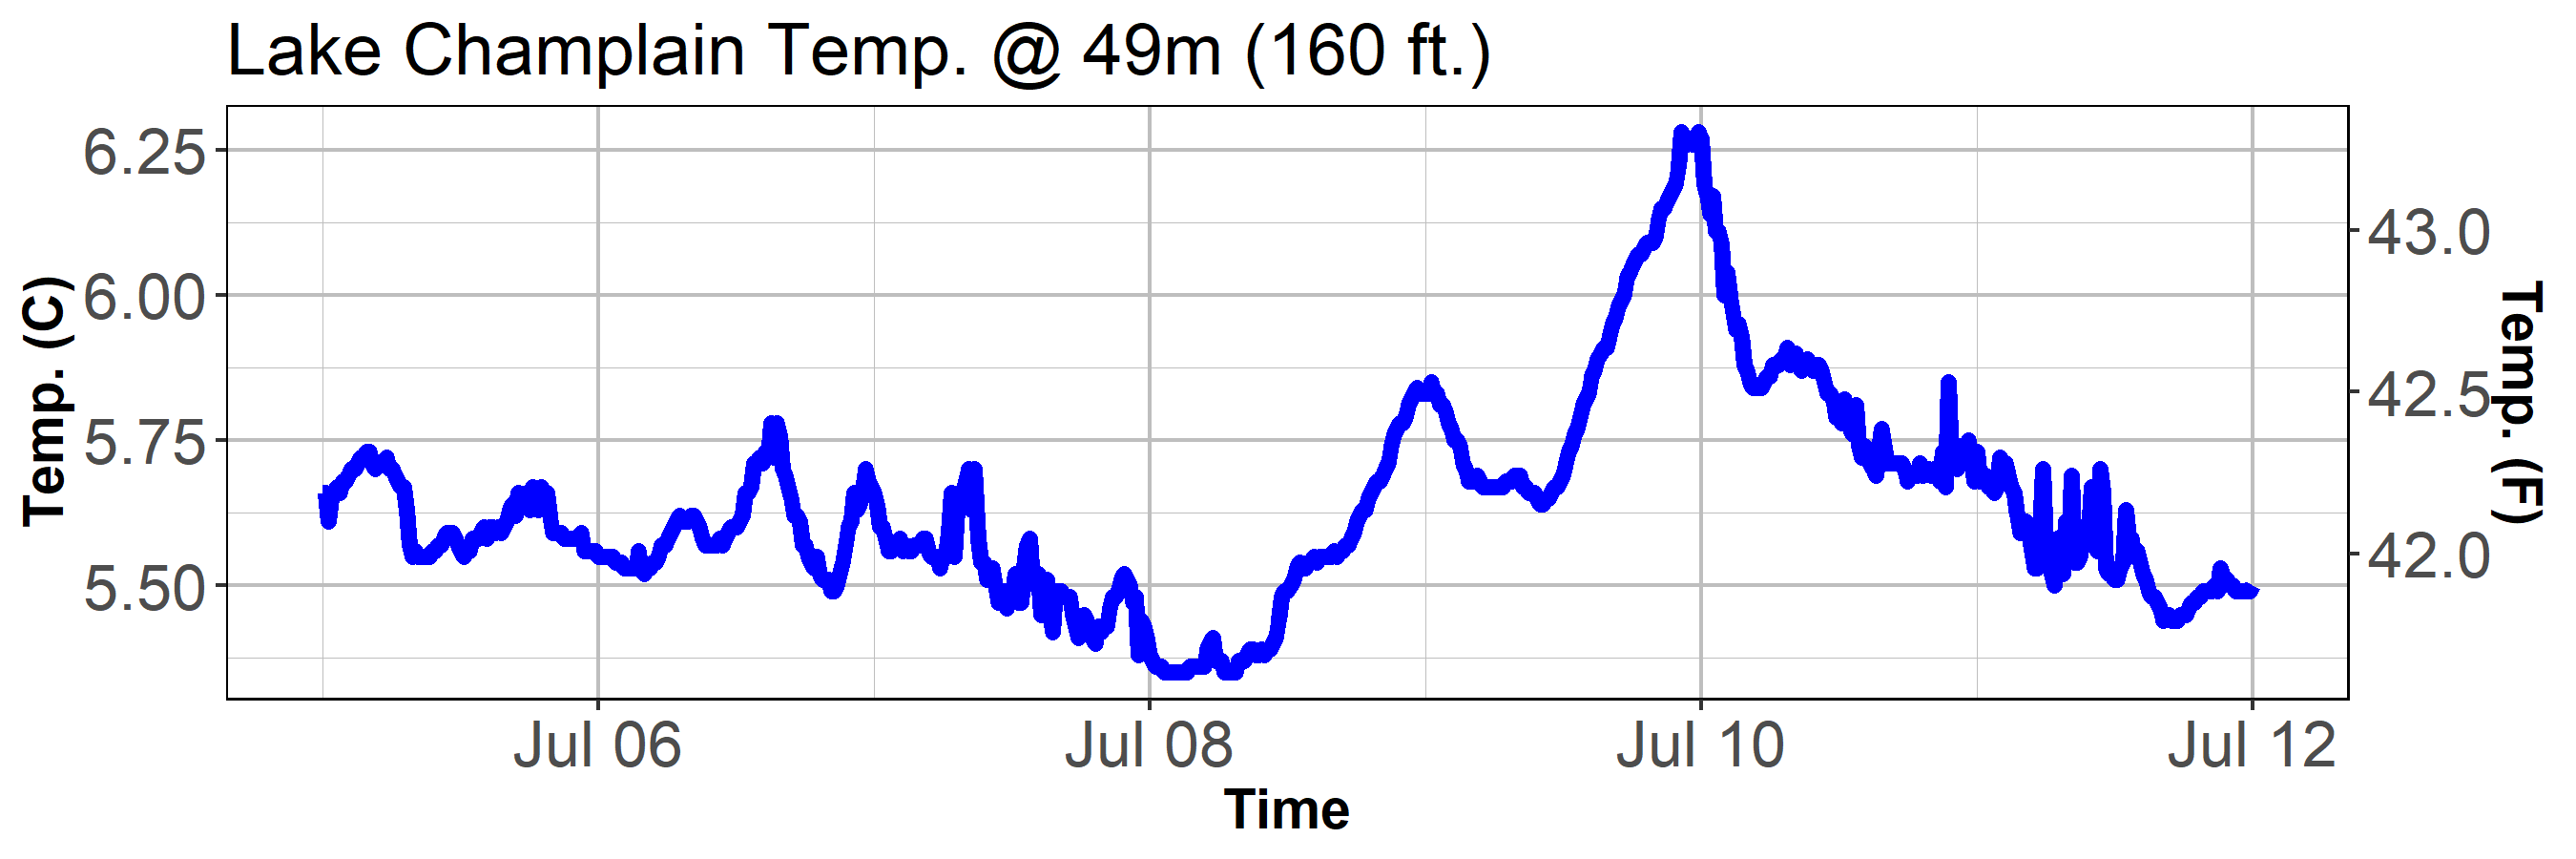 Lake Champlain Temp. @ 49m (160 ft.)
Temp. (C)
6.25
6.00
5.75
5.50
43.0
42.5
42.0
Temp. (F)
Jul 06 Jul 08 Jul 10 Jul 12
Time